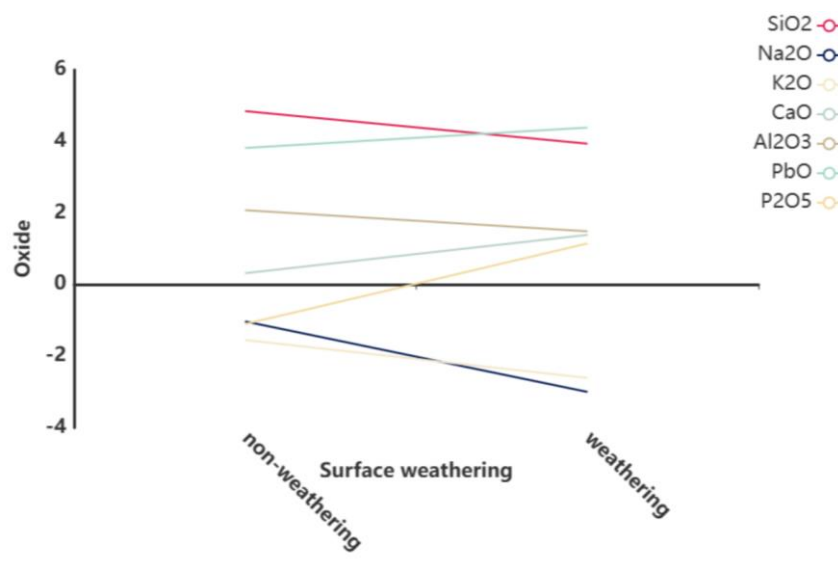 SiO2
Na2O
K2O
CaO
Al2O3
PbO
P2O5
6
4
2
0
-2
-4
Oxide
non-weathering
Surface weathering
weathering